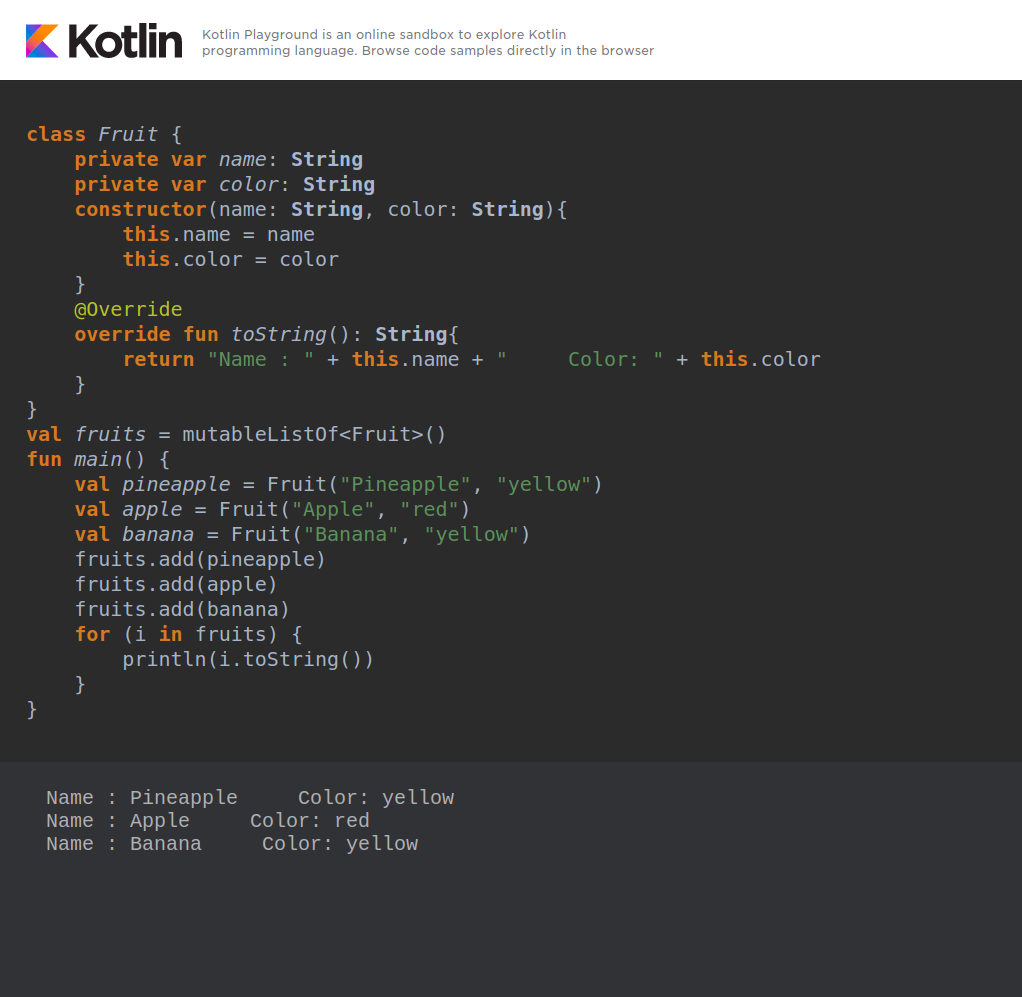 Kotlin
Kotlin Playground is an online sandbox to explore Kotlin
programming language. Browse code samples directly in the browser
class Fruit {
    private var name: String
    private var color: String
    constructor(name: String, color: String){
        this.name = name
        this.color = color
    }
    @Override
    override fun toString(): String{
        return "Name : " + this.name + "     Color: " + this.color
    }
}
val fruits = mutableListOf<Fruit>()
fun main() {
    val pineapple = Fruit("Pineapple", "yellow")
    val apple = Fruit("Apple", "red")
    val banana = Fruit("Banana", "yellow")
    fruits.add(pineapple)
    fruits.add(apple)
    fruits.add(banana)
    for (i in fruits) {
        println(i.toString())
    }
}
Name : Pineapple     Color: yellow
Name : Apple     Color: red
Name : Banana     Color: yellow